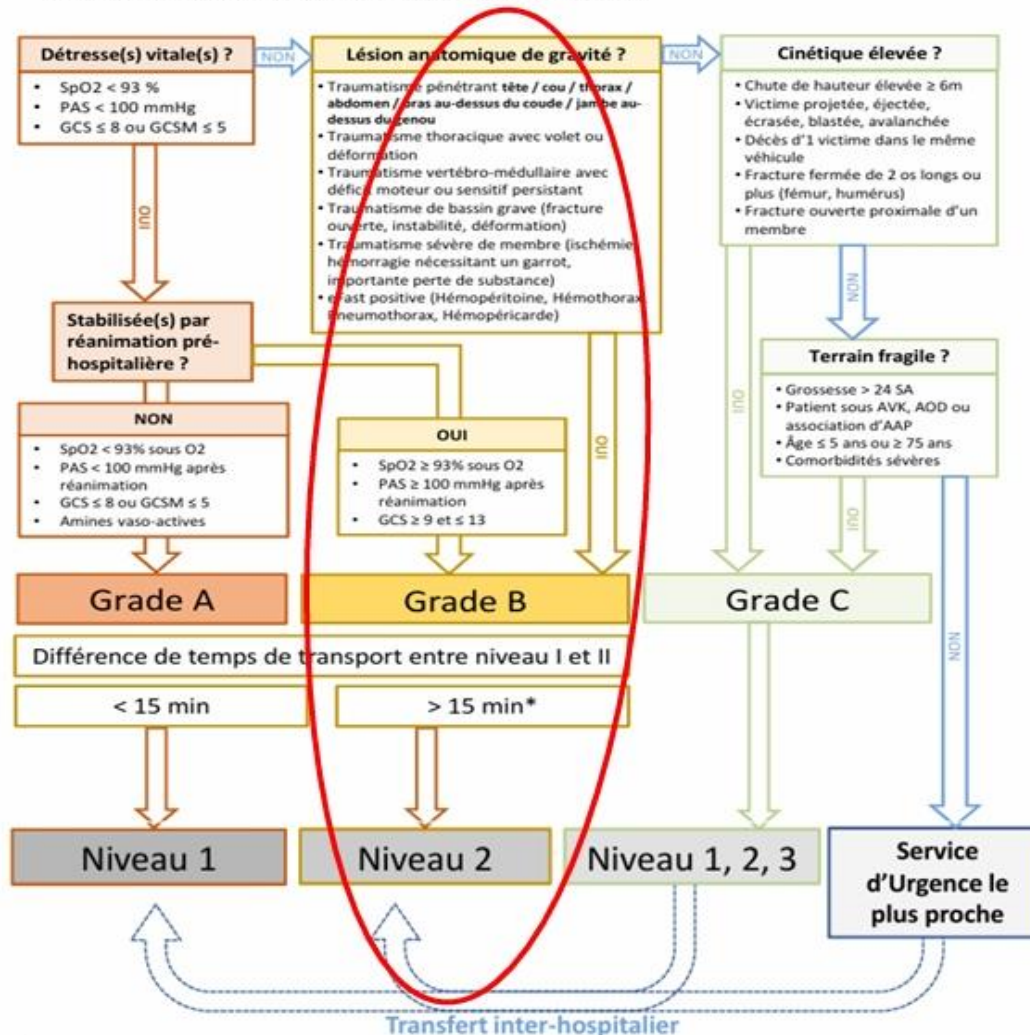 Détresse(s) vitale(s) ?
• SpO2 < 93 %
• PAS < 100 mmHg
• GCS ≤ 8 ou GCSM ≤ 5
NON
Lésion anatomique de gravité ?
• Traumatisme pénétrant tête / cou / thorax /
abdomen / bras au-dessus du coude / jambe au-
dessus du genou
• Traumatisme thoracique avec volet ou
déformation
• Traumatisme vertébro-médullaire avec
déficit moteur ou sensitif persistant
• Traumatisme de bassin grave (fracture
ouverte, instabilité, déformation)
• Traumatisme sévère de membre (ischémie,
hémorragie nécessitant un garrot,
importante perte de substance)
• eFast positive (Hémopéritoine, Hémothorax,
Pneumothorax, Hémopéricarde)
NON
Cinétique élevée ?
• Chute de hauteur élevée ≥ 6m
• Victime projetée, éjectée,
écrasée, blastée, avalanchée
• Décès d'1 victime dans le même
véhicule
• Fracture fermée de 2 os longs ou
plus (fémur, humérus)
• Fracture ouverte proximale d'un
membre
OUI
NON
Stabilisée(s) par
réanimation pré-
hospitalière ?
Terrain fragile ?
• Grossesse > 24 SA
• Patient sous AVK, AOD ou
association d'AAP
• Âge ≤ 5 ans ou ≥ 75 ans
• Comorbidités sévères
NON
• SpO2 < 93% sous O2
• PAS < 100 mmHg après
réanimation
• GCS ≤ 8 ou GCSM ≤ 5
• Amines vaso-actives
OUI
• SpO2 ≥ 93% sous O2
• PAS ≥ 100 mmHg après
réanimation
• GCS ≥ 9 et ≤ 13
OUI
OUI
OUI
Grade A
Grade B
Grade C
NON
Différence de temps de transport entre niveau I et II
< 15 min
> 15 min*
Niveau 1
Niveau 2
Niveau 1, 2, 3
Service
d'Urgence le
plus proche
Transfert inter-hospitalier